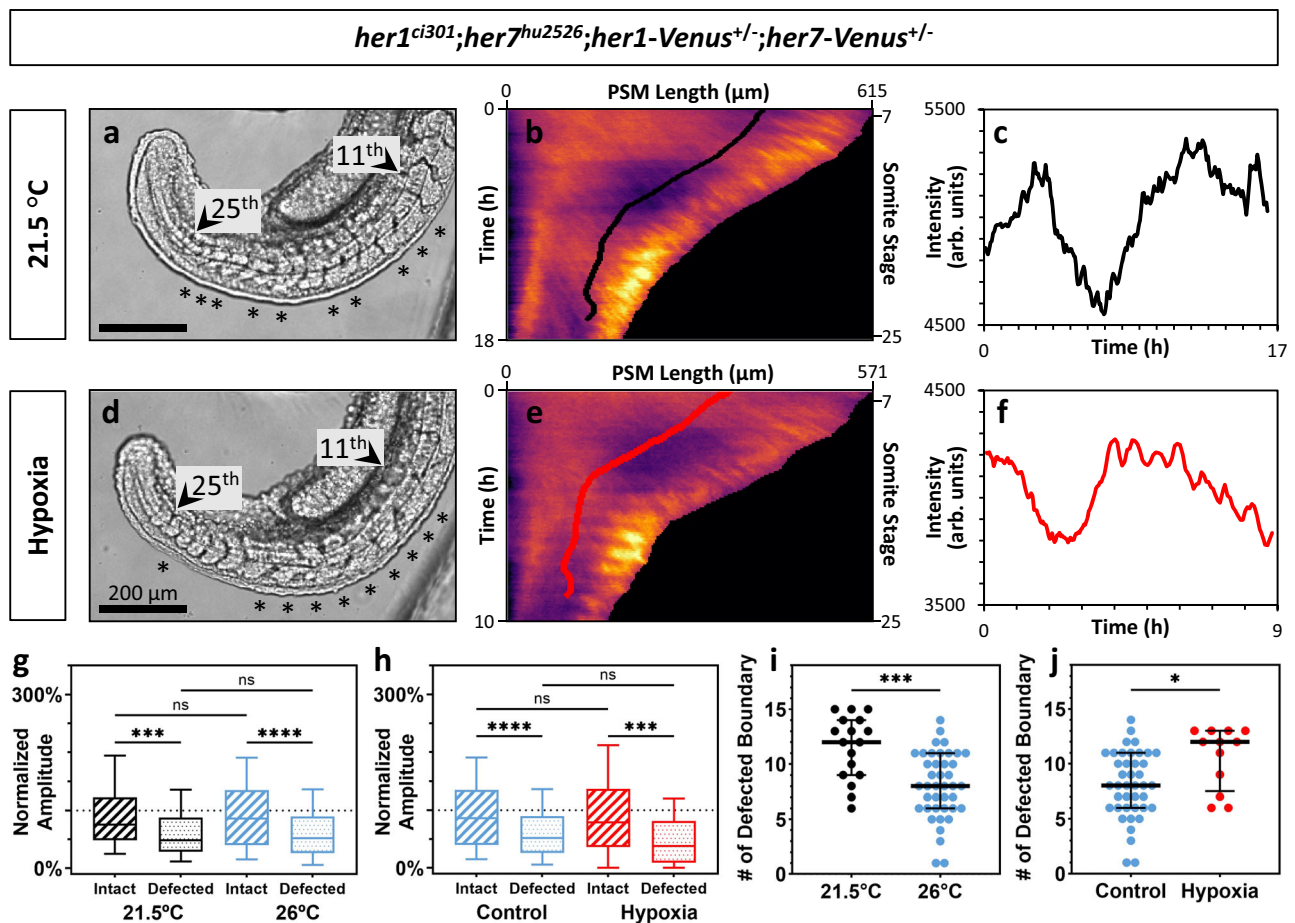 her1ci301;her7hu2526;her1-Venus+/-;her7-Venus+/-
21.5 °C
a
11th
25th
* * * * * * * * * * *
0 PSM Length (µm) 615
b
0
Time (h)
18
7
Somite Stage
25
c
5500
Intensity
(arb. units)
4500
0 Time (h) 17
Hypoxia
d
11th
25th
200 µm
* * * * * * * * * * *
0 PSM Length (µm) 571
e
0
Time (h)
10
7
Somite Stage
25
f
4500
Intensity
(arb. units)
3500
0 Time (h) 9
g
Normalized
Amplitude
300%
0%
ns
ns
*** ****
Intact Defected Intact Defected
21.5°C 26°C
h
Normalized
Amplitude
300%
0%
ns
ns
**** ***
Intact Defected Intact Defected
Control Hypoxia
i
# of Defected Boundary
15
10
5
0
***
21.5°C 26°C
j
# of Defected Boundary
15
10
5
0
*
Control Hypoxia